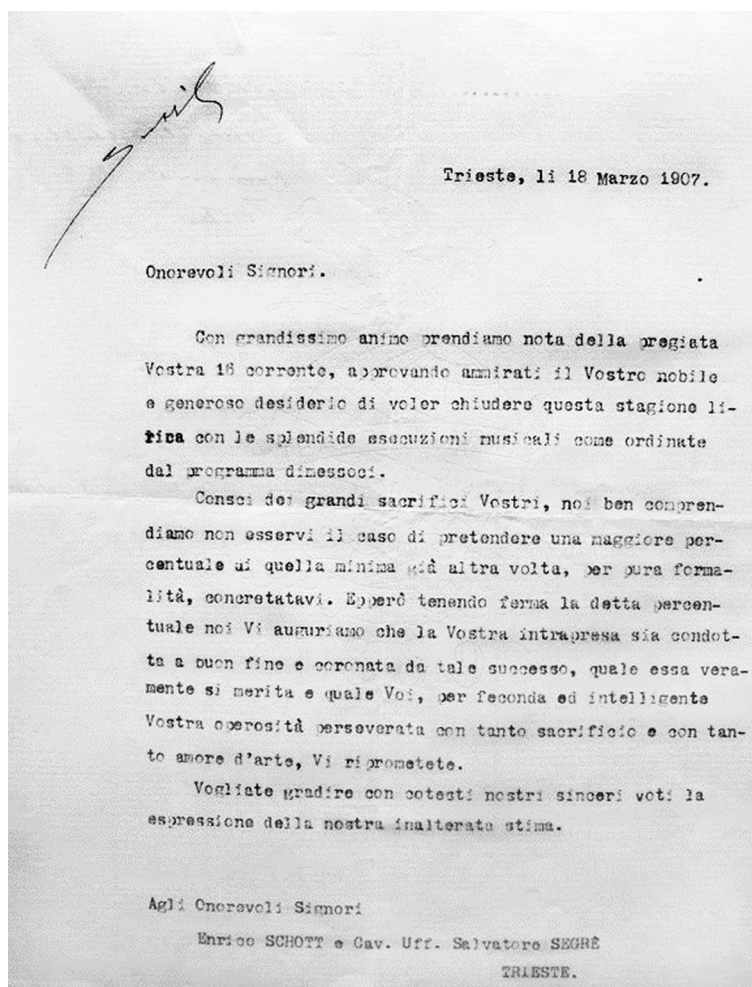 Trieste, li 18 Marzo 1907.
Onorevoli Signori.
Con grandissimo animo prendiamo nota della pregiata
Vostra 16 corrente, approvando ammirati il Vostro nobile
e generoso desiderio di voler chiudere questa stagione li-
rica con le splendide esecuzioni musicali come ordinate
dal programma dimessoci.
Consci dei grandi sacrifici Vostri, noi ben compren-
diamo non esservi il caso di pretendere una maggiore per-
centuale di quella minima già altra volta, per pura forma-
lità, concretatavi. Epperò tenendo ferma la detta percen-
tuale noi Vi auguriamo che la Vostra intrapresa sia condot-
ta a buon fine e coronata da tale successo, quale essa vera-
mente si merita e quale Voi, per feconda ed intelligente
Vostra operosità perseverata con tanto sacrificio e con tan-
to amore d'arte, Vi ripromettete.
Vogliate gradire con cotesti nostri sinceri voti la
espressione della nostra inalterata stima.
Agli Onorevoli Signori
Enrico SCHOTT e Cav. Uff. Salvatore SEGRÈ
TRIESTE.